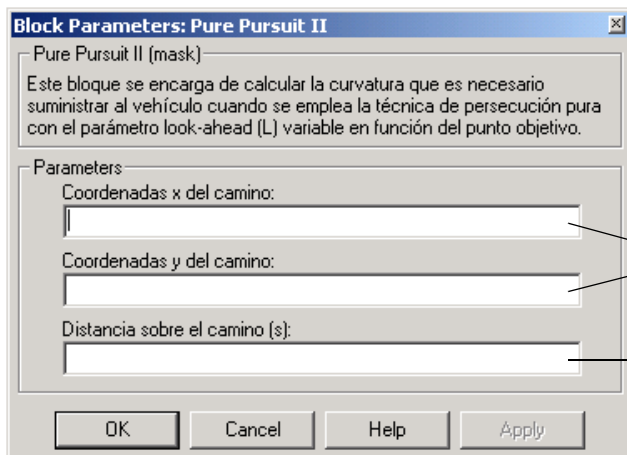 Block Parameters: Pure Pursuit II
Pure Pursuit II (mask)
Este bloque se encarga de calcular la curvatura que es necesario
suministrar al vehículo cuando se emplea la técnica de persecución pura
con el parámetro look-ahead (L) variable en función del punto objetivo.
Parameters
Coordenadas x del camino:
Coordenadas y del camino:
Distancia sobre el camino (s):
OK Cancel Help Apply